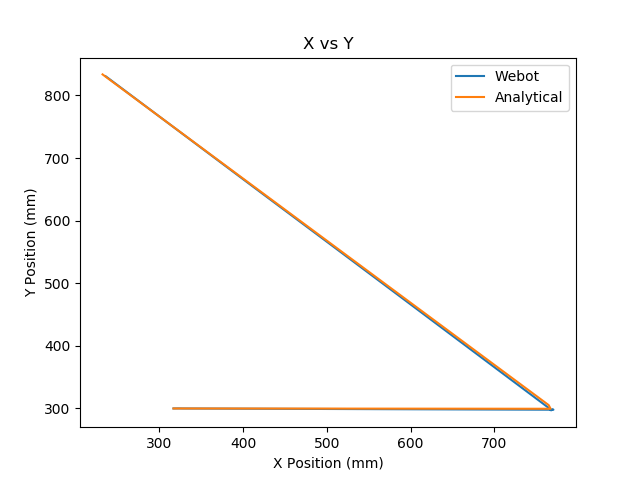 X vs Y
Webot
Analytical
Y Position (mm)
800
700
600
500
400
300
300 400 500 600 700
X Position (mm)